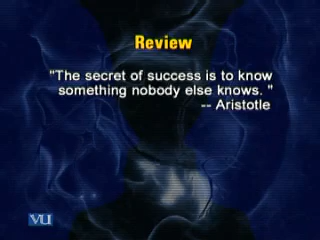 Review
"The secret of success is to know
something nobody else knows. "
-- Aristotle
VU